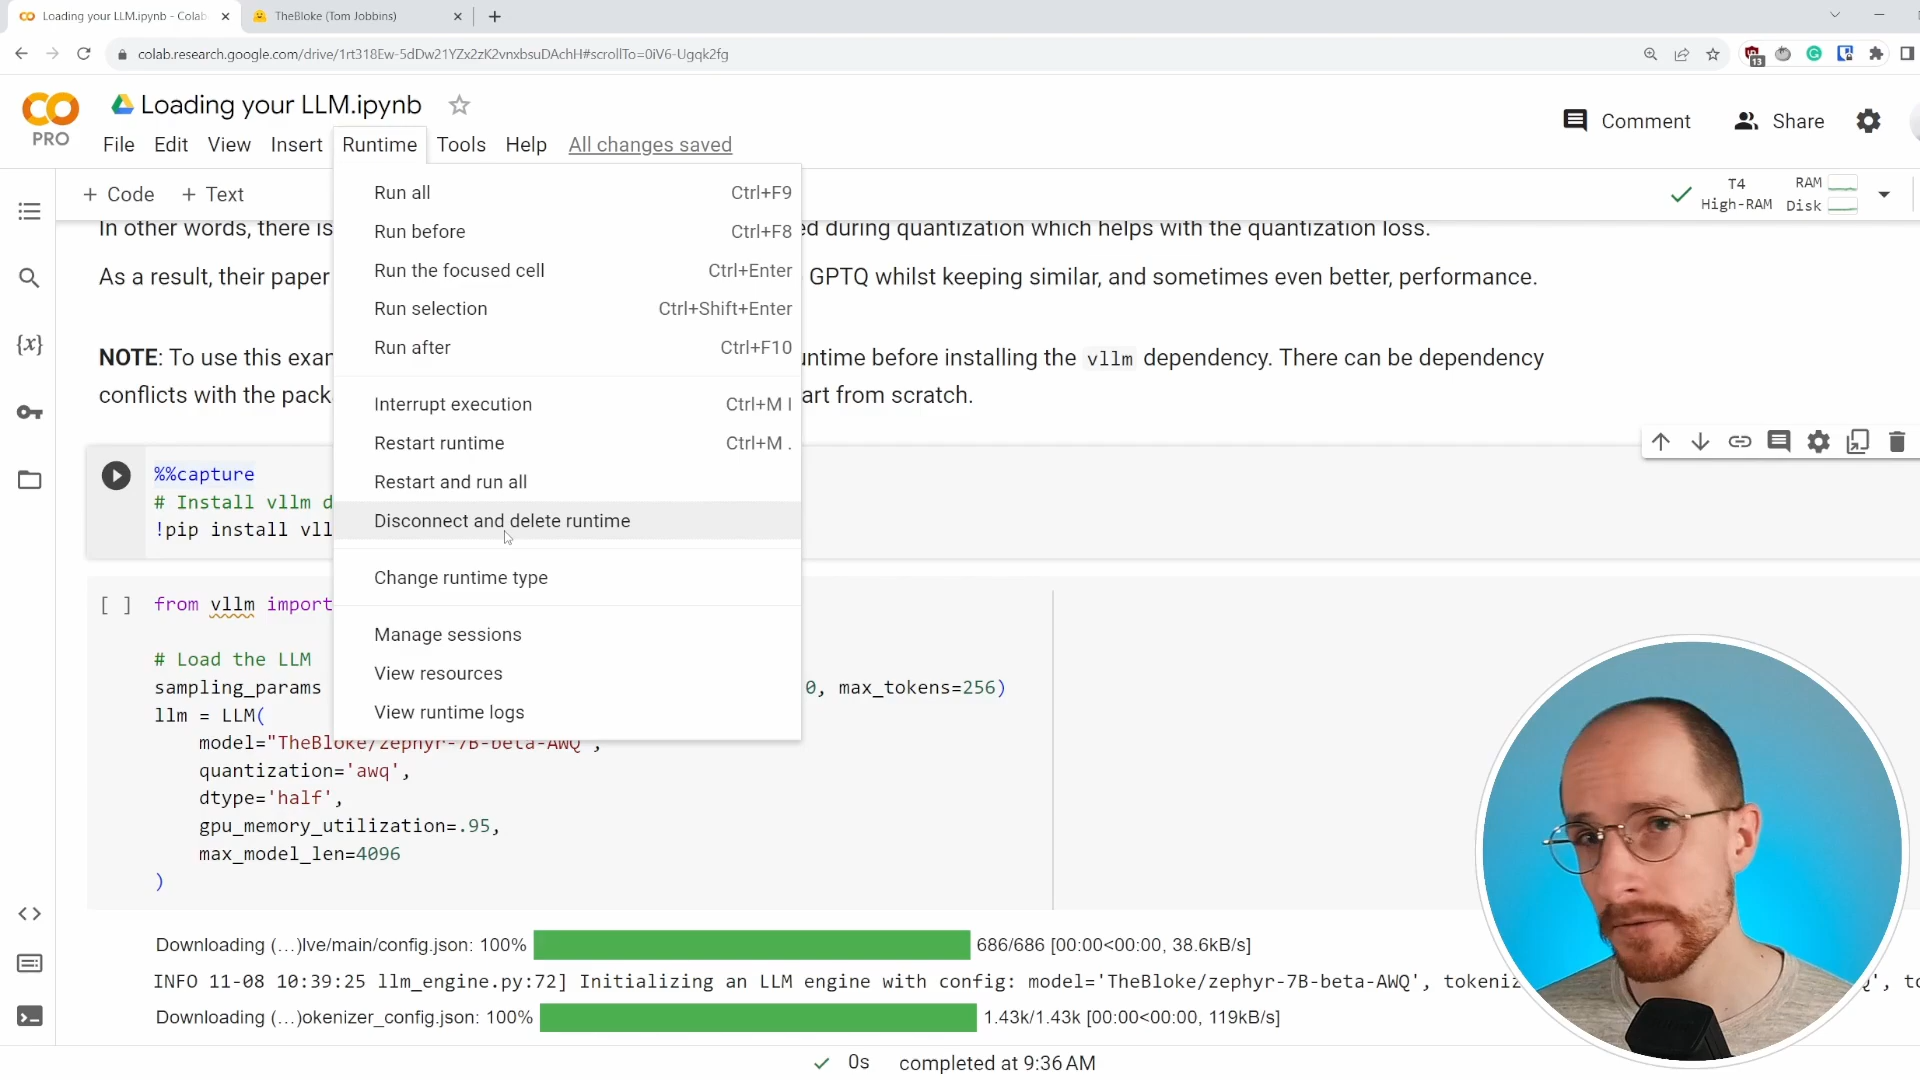 Loading your LLM.ipynb - Colab
TheBloke (Tom Jobbins)
colab.research.google.com/drive/1rt318Ew-5dDw21YZx2zK2vnxbsuDAchH#scrollTo=0iV6-Ugqk2fg
13
PRO
Loading your LLM.ipynb
File Edit View Insert Runtime Tools Help All changes saved
Comment
Share
+ Code + Text
T4
High-RAM
RAM
Disk
In other words, there is
d during quantization which helps with the quantization loss.
As a result, their paper
GPTQ whilst keeping similar, and sometimes even better, performance.
NOTE: To use this exam
untime before installing the vllm dependency. There can be dependency
conflicts with the pack
art from scratch.
Run all Ctrl+F9
Run before Ctrl+F8
Run the focused cell Ctrl+Enter
Run selection Ctrl+Shift+Enter
Run after Ctrl+F10
Interrupt execution Ctrl+M I
Restart runtime Ctrl+M .
Restart and run all
Disconnect and delete runtime
Change runtime type
Manage sessions
View resources
View runtime logs
%%capture
# Install vllm d
!pip install vll
[ ] from vllm import
# Load the LLM
sampling_params
0, max_tokens=256)
llm = LLM(
model="TheBloke/zephyr-7B-beta-AWQ",
quantization='awq',
dtype='half',
gpu_memory_utilization=.95,
max_model_len=4096
)
Downloading (…)lve/main/config.json: 100% 686/686 [00:00<00:00, 38.6kB/s]
INFO 11-08 10:39:25 llm_engine.py:72] Initializing an LLM engine with config: model='TheBloke/zephyr-7B-beta-AWQ', tokeniz
Downloading (…)okenizer_config.json: 100% 1.43k/1.43k [00:00<00:00, 119kB/s]
0s completed at 9:36 AM